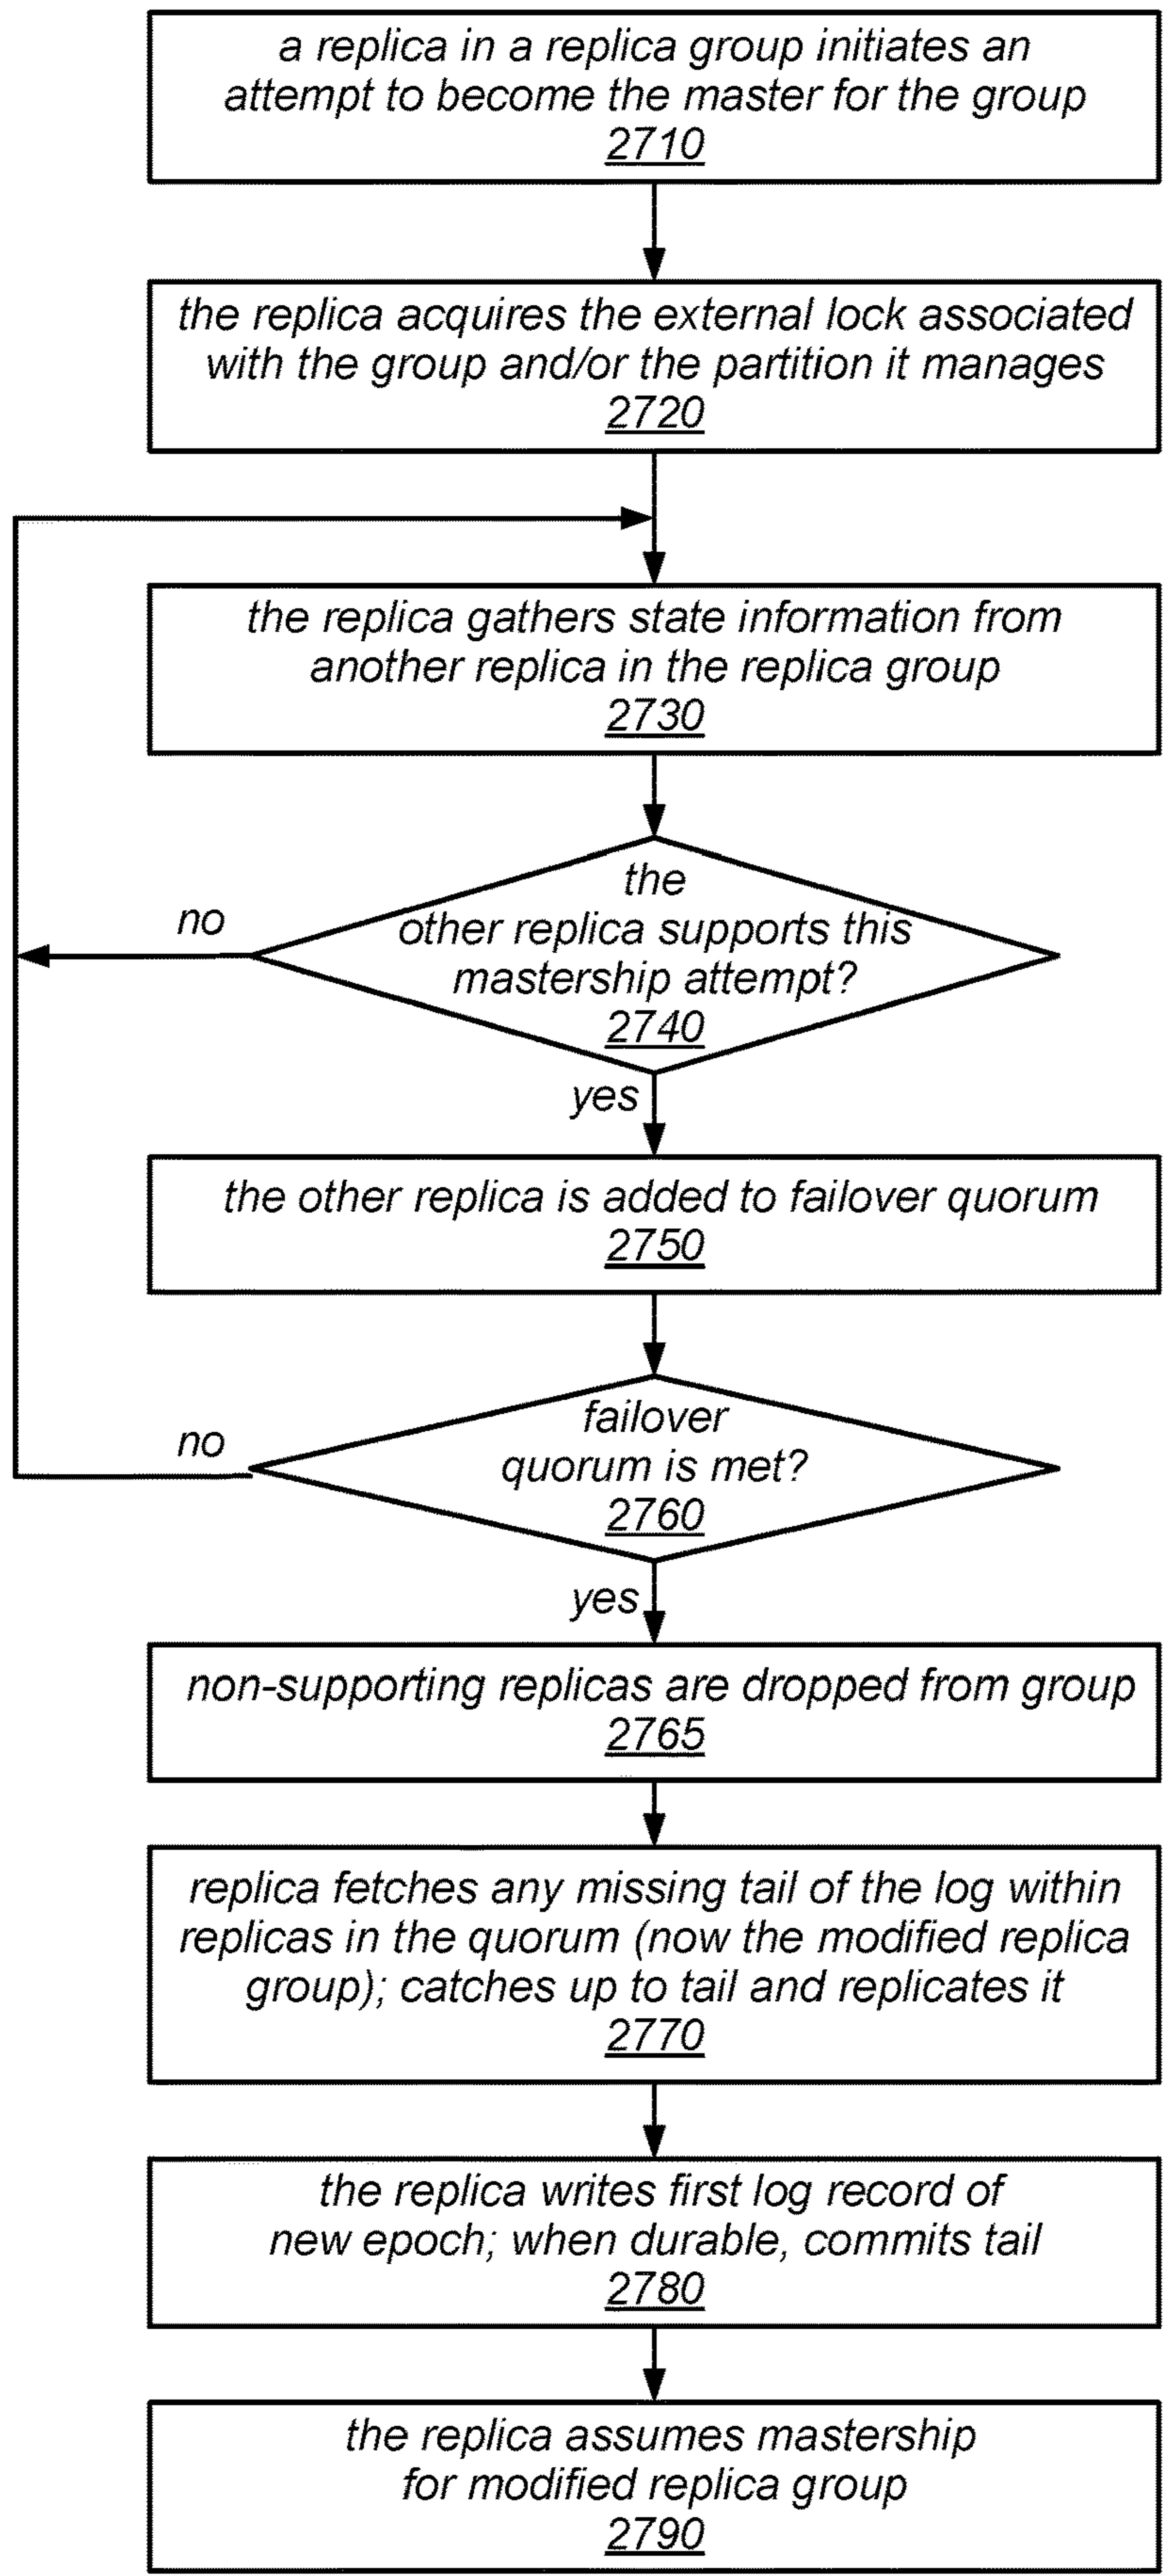 a replica in a replica group initiates an
attempt to become the master for the group
2710
the replica acquires the external lock associated
with the group and/or the partition it manages
2720
the replica gathers state information from
another replica in the replica group
2730
the
other replica supports this
mastership attempt?
2740
no
yes
the other replica is added to failover quorum
2750
failover
quorum is met?
2760
no
yes
non-supporting replicas are dropped from group
2765
replica fetches any missing tail of the log within
replicas in the quorum (now the modified replica
group); catches up to tail and replicates it
2770
the replica writes first log record of
new epoch; when durable, commits tail
2780
the replica assumes mastership
for modified replica group
2790